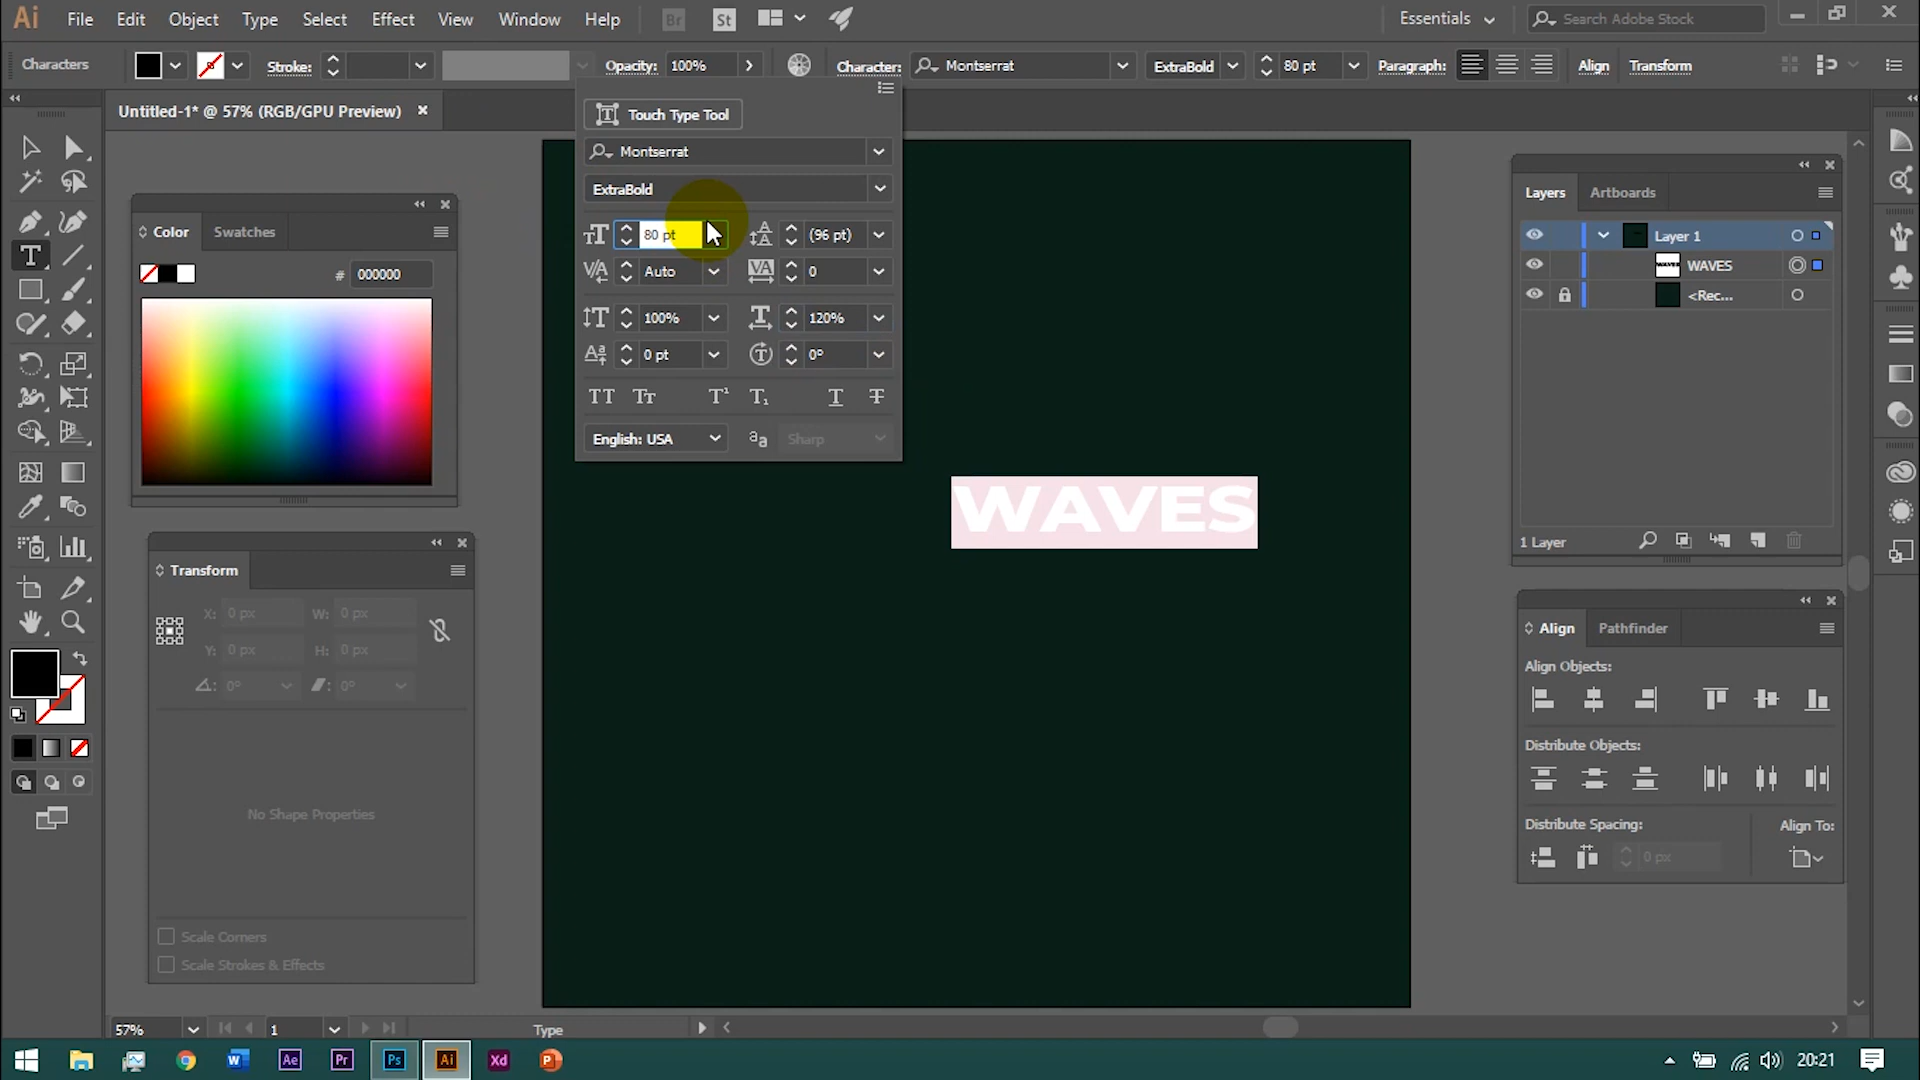 Ai File Edit Object Type Select Effect View Window Help Br St Essentials Search Adobe Stock
Characters Stroke: Opacity: 100% Character: Montserrat ExtraBold 80 pt Paragraph: Align Transform
Untitled-1* @ 57% (RGB/GPU Preview)
Touch Type Tool
Montserrat
ExtraBold
80 pt (96 pt)
Auto 0
100% 120%
0 pt 0°
English: USA Sharp
Color Swatches
# 000000
Transform
X: 0 px W: 0 px
Y: 0 px H: 0 px
0° 0°
No Shape Properties
Scale Corners
Scale Strokes & Effects
WAVES
Layers Artboards
Layer 1
WAVES
<Rec...
1 Layer
Align Pathfinder
Align Objects:
Distribute Objects:
Distribute Spacing: Align To:
0 px
57% 1 Type
W Ae Pr Ps Ai Xd P 20:21